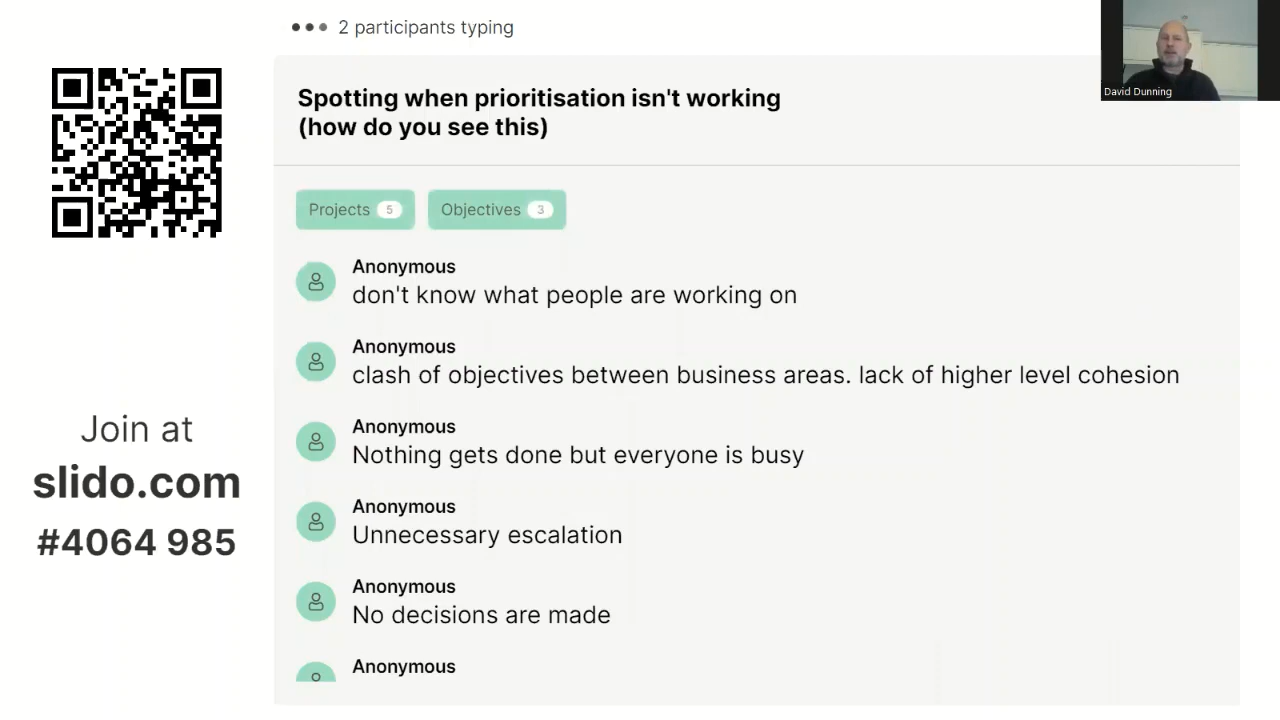 2 participants typing
David Dunning
Spotting when prioritisation isn't working
(how do you see this)
Projects 5
Objectives 3
Anonymous
don't know what people are working on
Anonymous
clash of objectives between business areas. lack of higher level cohesion
Anonymous
Nothing gets done but everyone is busy
Anonymous
Unnecessary escalation
Anonymous
No decisions are made
Anonymous
Join at
slido.com
#4064 985